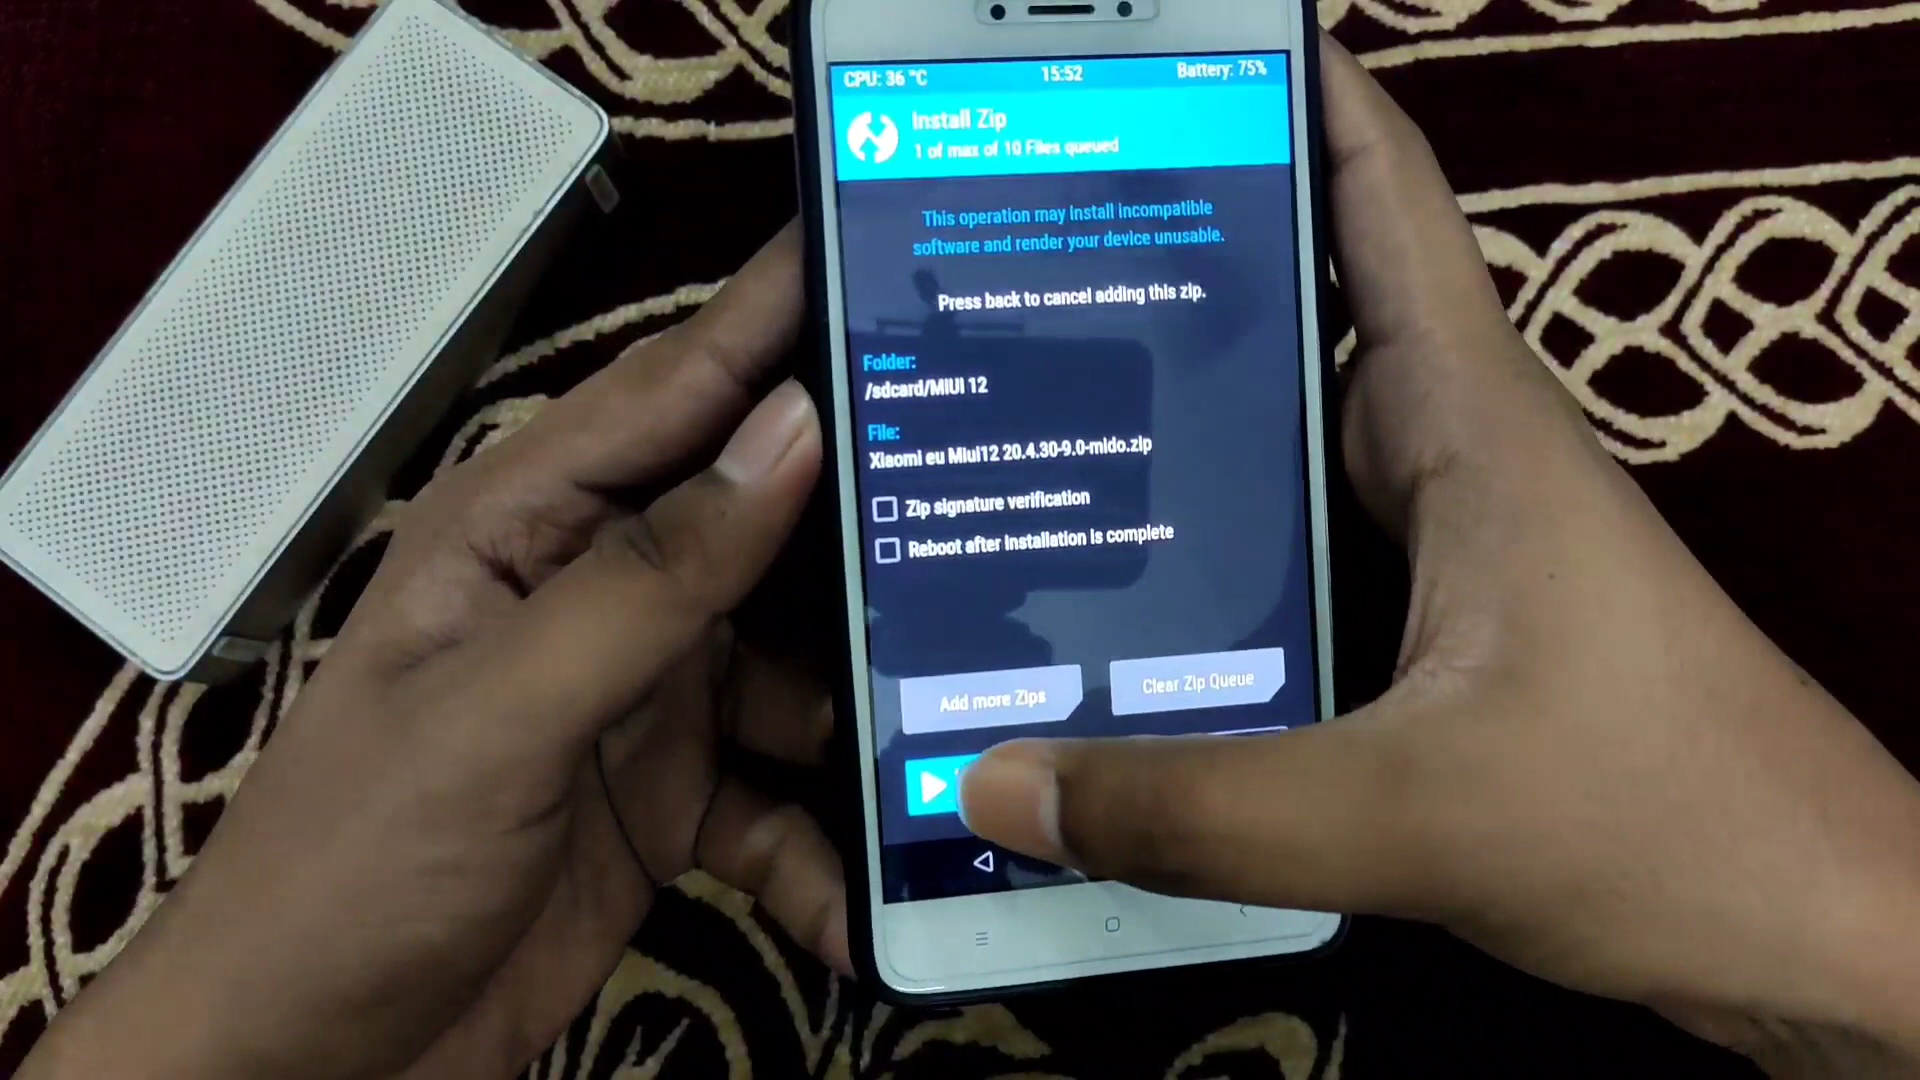 CPU: 36 °C 15:52 Battery: 75%
Install Zip
1 of max of 10 Files queued
This operation may install incompatible
software and render your device unusable.
Press back to cancel adding this zip.
Folder:
/sdcard/MIUI 12
File:
Xiaomi eu Miui12 20.4.30-9.0-mido.zip
Zip signature verification
Reboot after installation is complete
Add more Zips Clear Zip Queue